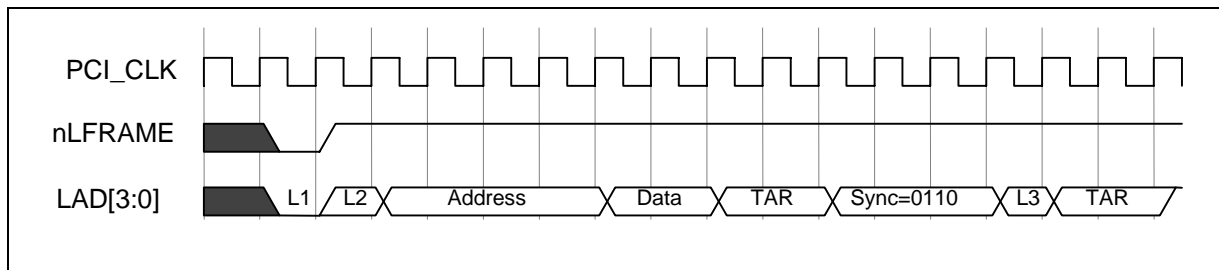 PCI_CLK
nLFRAME
LAD[3:0] L1 L2 Address Data TAR Sync=0110 L3 TAR